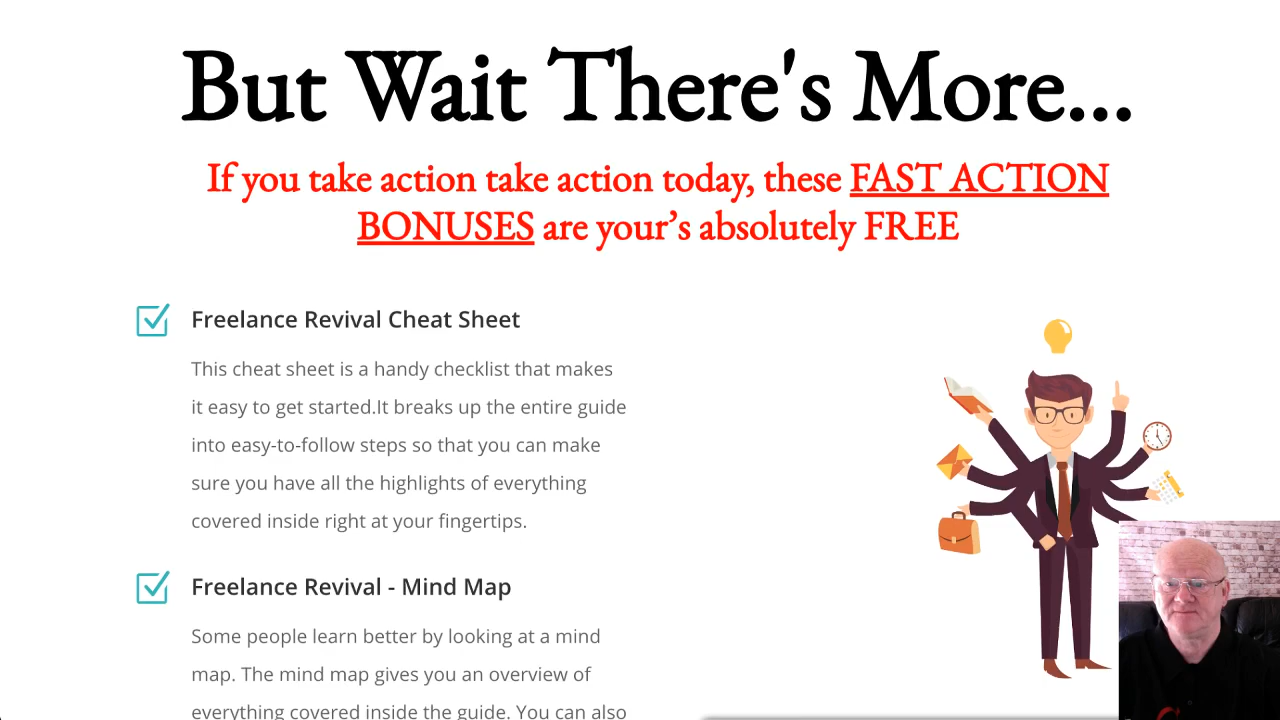 But Wait There's More...
If you take action take action today, these FAST ACTION
BONUSES are your’s absolutely FREE
Freelance Revival Cheat Sheet
This cheat sheet is a handy checklist that makes
it easy to get started.It breaks up the entire guide
into easy-to-follow steps so that you can make
sure you have all the highlights of everything
covered inside right at your fingertips.
Freelance Revival - Mind Map
Some people learn better by looking at a mind
map. The mind map gives you an overview of
everything covered inside the guide. You can also